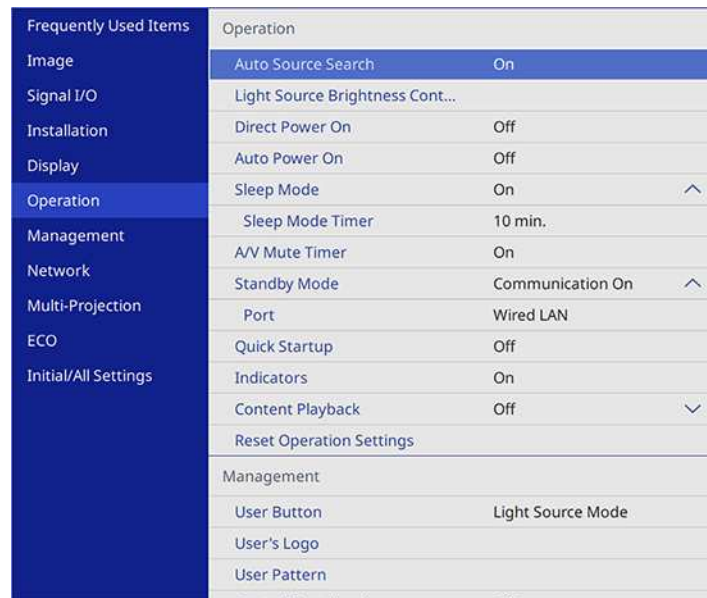 Frequently Used Items
Image
Signal I/O
Installation
Display
Operation
Management
Network
Multi-Projection
ECO
Initial/All Settings
Operation
Auto Source Search On
Light Source Brightness Cont...
Direct Power On Off
Auto Power On Off
Sleep Mode On
Sleep Mode Timer 10 min.
A/V Mute Timer On
Standby Mode Communication On
Port Wired LAN
Quick Startup Off
Indicators On
Content Playback Off
Reset Operation Settings
Management
User Button Light Source Mode
User's Logo
User Pattern